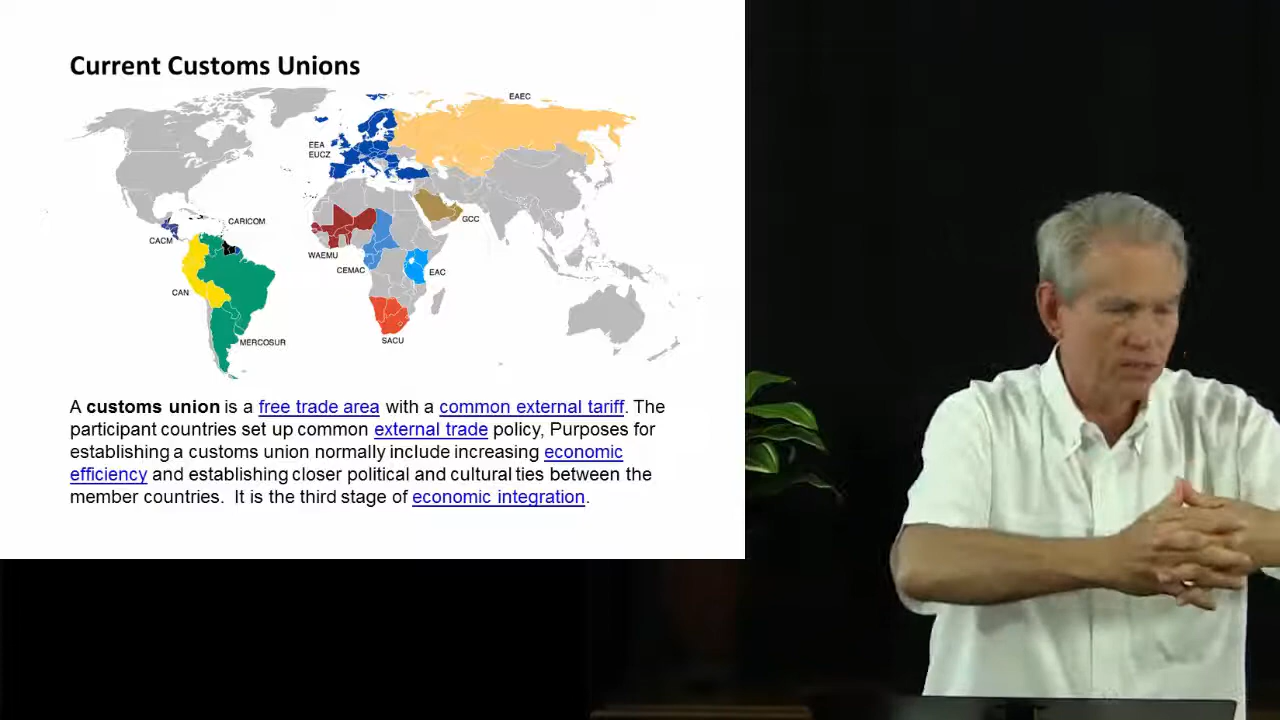 Current Customs Unions
EAEC
EEA
EUCZ
CARICOM
GCC
CACM
WAEMU
CEMAC
EAC
CAN
SACU
MERCOSUR
A customs union is a free trade area with a common external tariff. The
participant countries set up common external trade policy, Purposes for
establishing a customs union normally include increasing economic
efficiency and establishing closer political and cultural ties between the
member countries.  It is the third stage of economic integration.